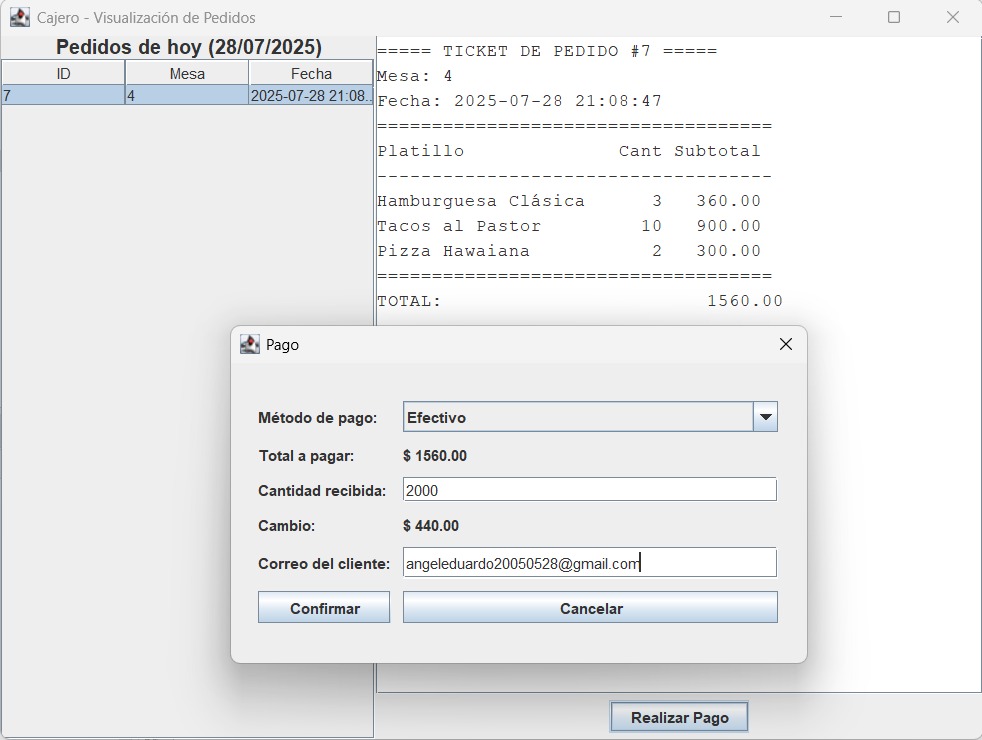 Cajero - Visualización de Pedidos
Pedidos de hoy (28/07/2025)
ID Mesa Fecha
7 4 2025-07-28 21:08...
===== TICKET DE PEDIDO #7 =====
Mesa: 4
Fecha: 2025-07-28 21:08:47
====================================
Platillo Cant Subtotal
------------------------------------
Hamburguesa Clásica 3 360.00
Tacos al Pastor 10 900.00
Pizza Hawaiana 2 300.00
====================================
TOTAL: 1560.00
Pago
Método de pago: Efectivo
Total a pagar: $ 1560.00
Cantidad recibida: 2000
Cambio: $ 440.00
Correo del cliente: angeleduardo20050528@gmail.com
Confirmar Cancelar
Realizar Pago